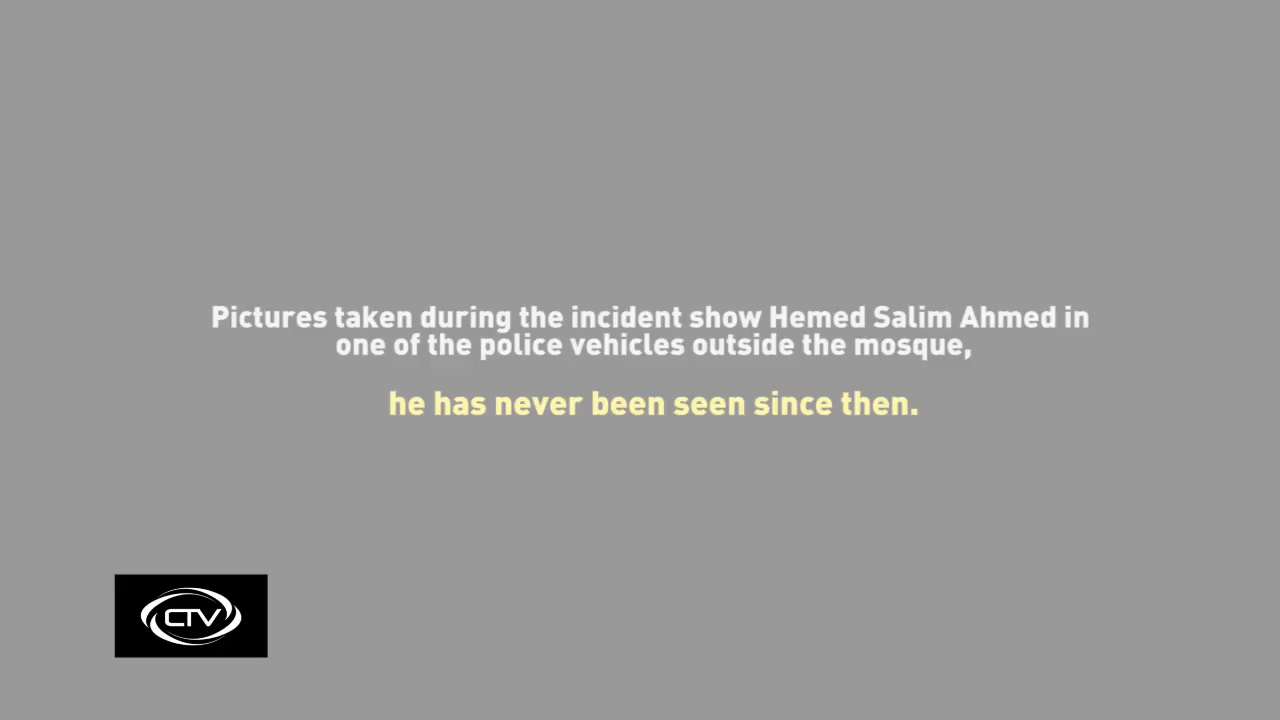 Pictures taken during the incident show Hemed Salim Ahmed in
one of the police vehicles outside the mosque,
he has never been seen since then.
CTV